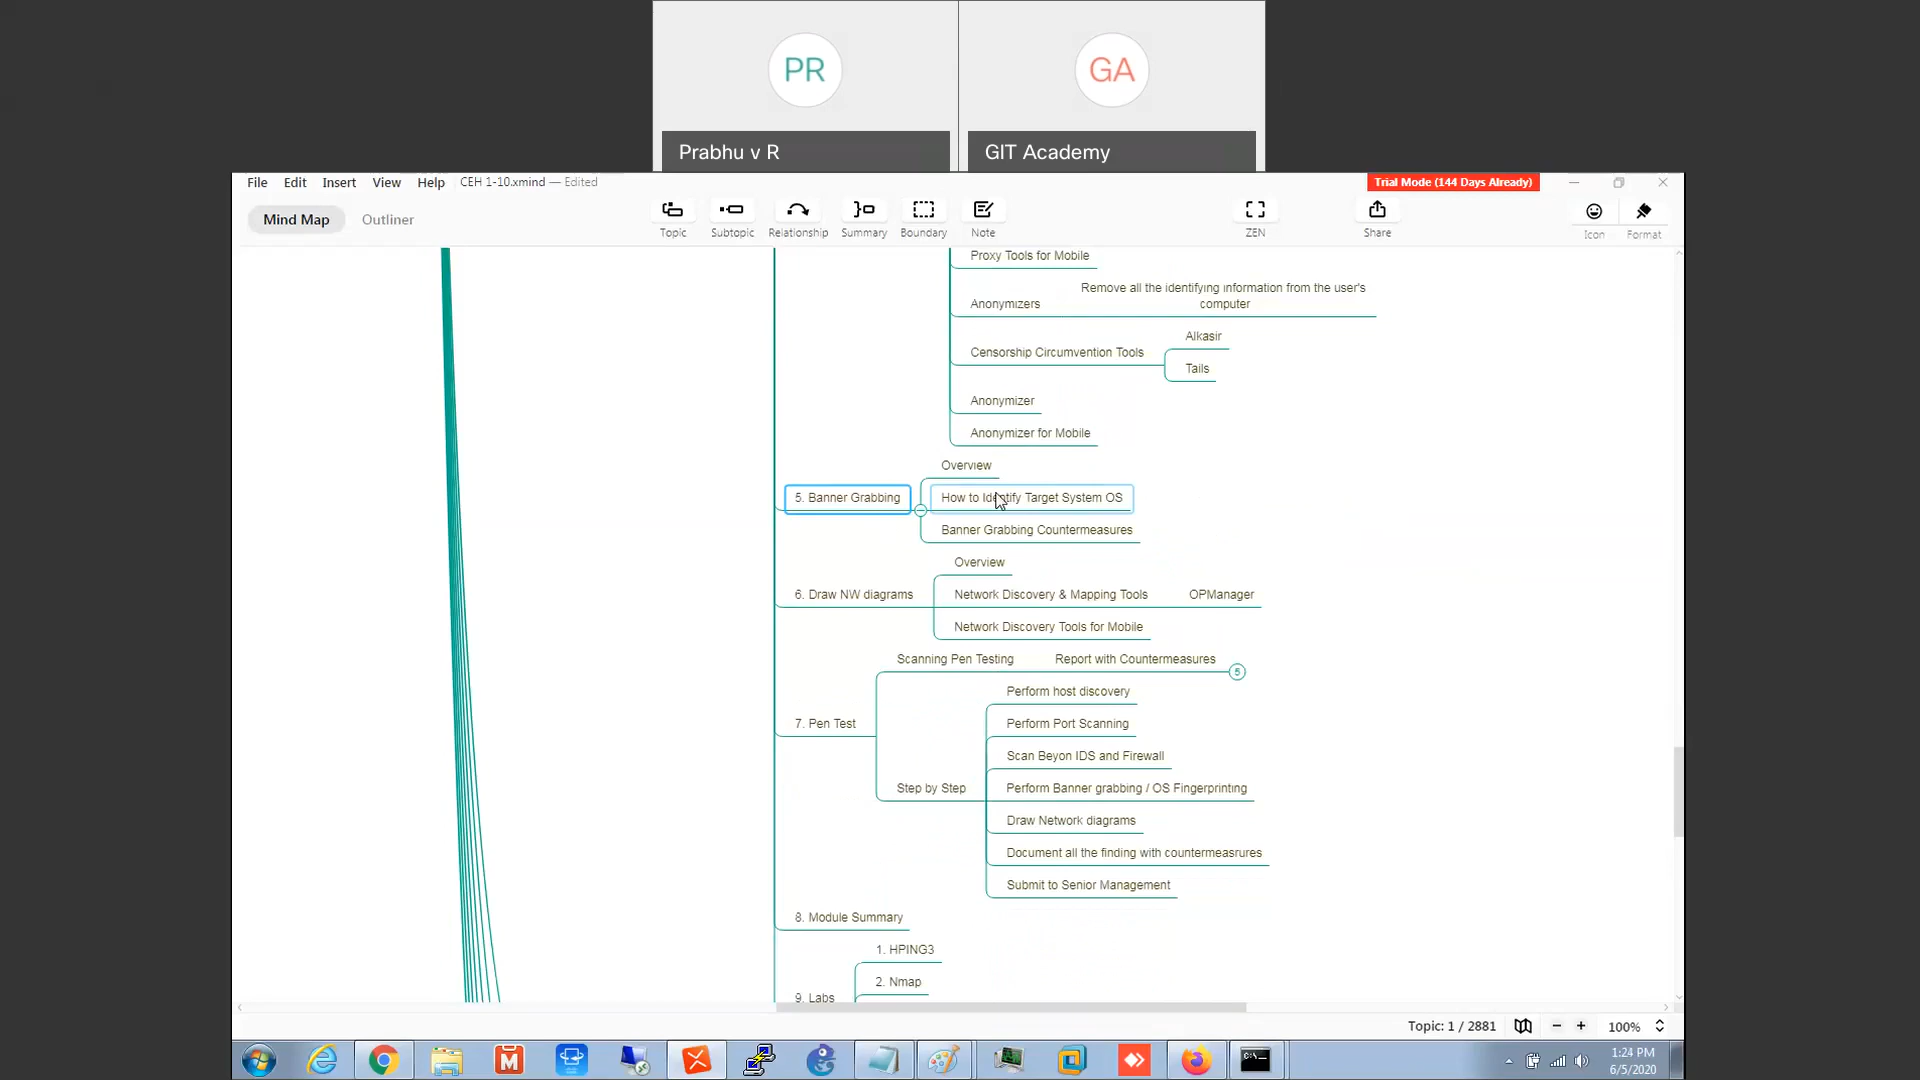 PR
GA
Prabhu v R
GIT Academy
File Edit Insert View Help CEH 1-10.xmind — Edited
Trial Mode (144 Days Already)
Mind Map Outliner
Topic Subtopic Relationship Summary Boundary Note ZEN Share Icon Format
Proxy Tools for Mobile
Anonymizers
Remove all the identifying information from the user's
computer
Censorship Circumvention Tools
Alkasir
Tails
Anonymizer
Anonymizer for Mobile
5. Banner Grabbing
Overview
How to Identify Target System OS
Banner Grabbing Countermeasures
6. Draw NW diagrams
Overview
Network Discovery & Mapping Tools OPManager
Network Discovery Tools for Mobile
7. Pen Test
Scanning Pen Testing Report with Countermeasures 5
Step by Step
Perform host discovery
Perform Port Scanning
Scan Beyon IDS and Firewall
Perform Banner grabbing / OS Fingerprinting
Draw Network diagrams
Document all the finding with countermeasrures
Submit to Senior Management
8. Module Summary
9. Labs
1. HPING3
2. Nmap
Topic: 1 / 2881 100%
1:24 PM
6/5/2020